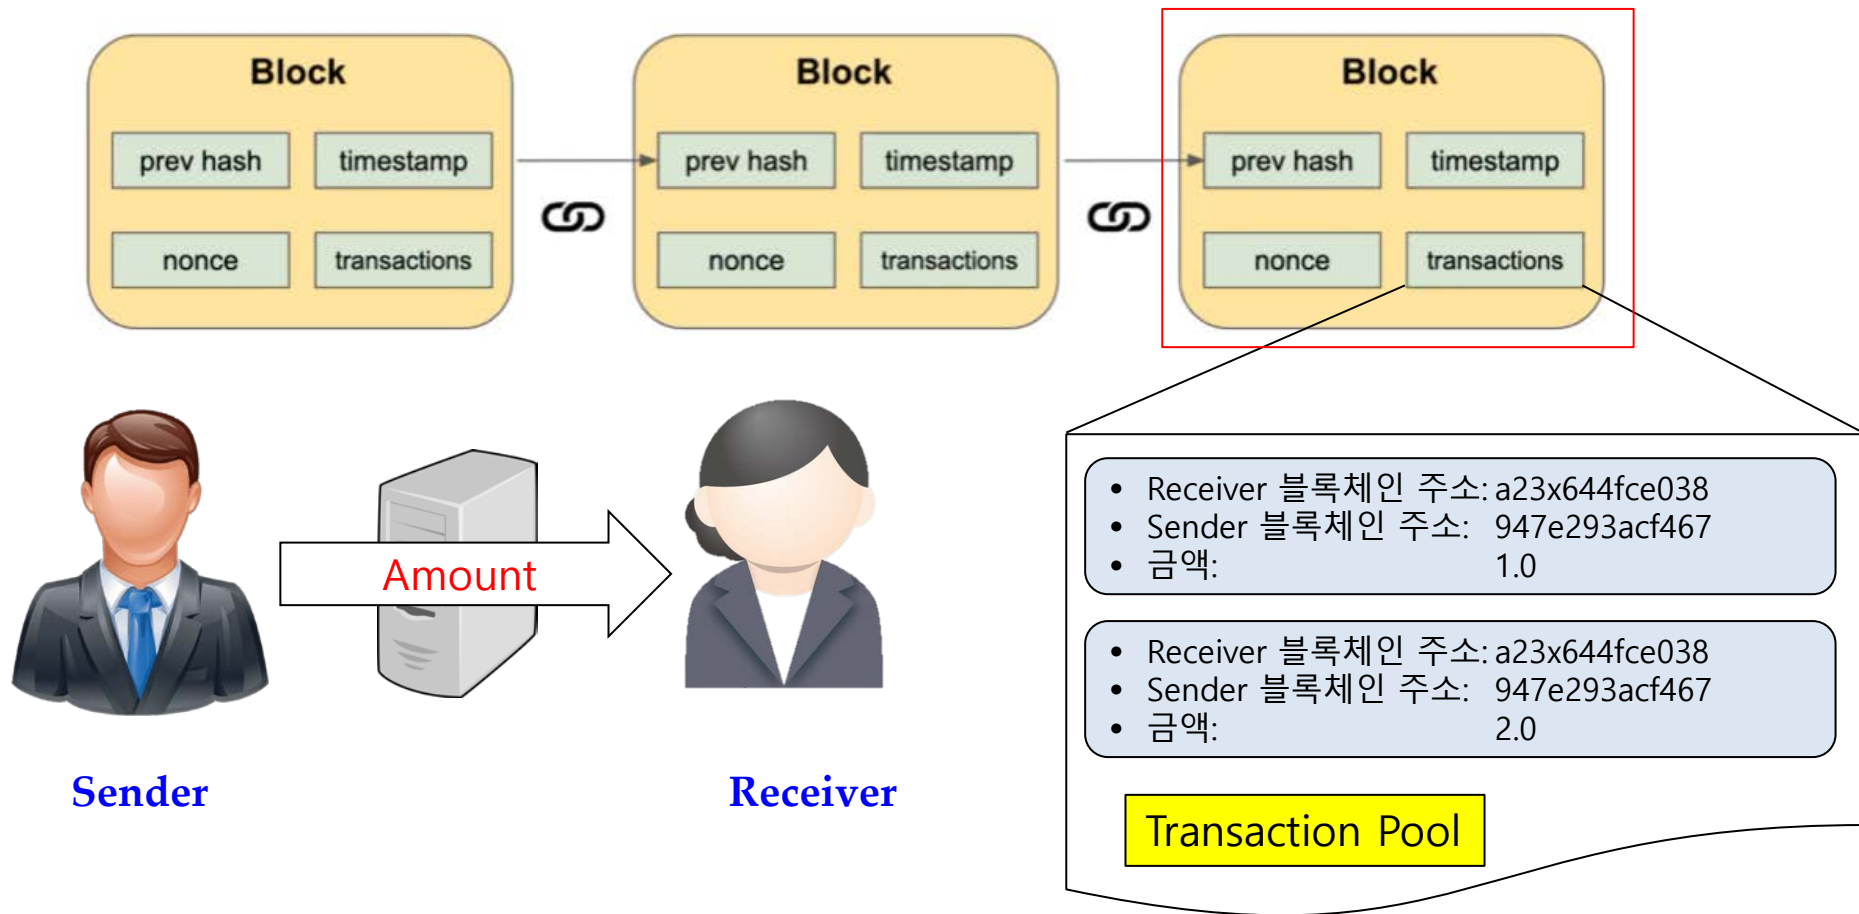 Block
prev hash timestamp
nonce transactions
Block
prev hash timestamp
nonce transactions
Block
prev hash timestamp
nonce transactions
Amount
Sender
Receiver
• Receiver 블록체인 주소: a23x644fce038
• Sender 블록체인 주소: 947e293acf467
• 금액: 1.0
• Receiver 블록체인 주소: a23x644fce038
• Sender 블록체인 주소: 947e293acf467
• 금액: 2.0
Transaction Pool